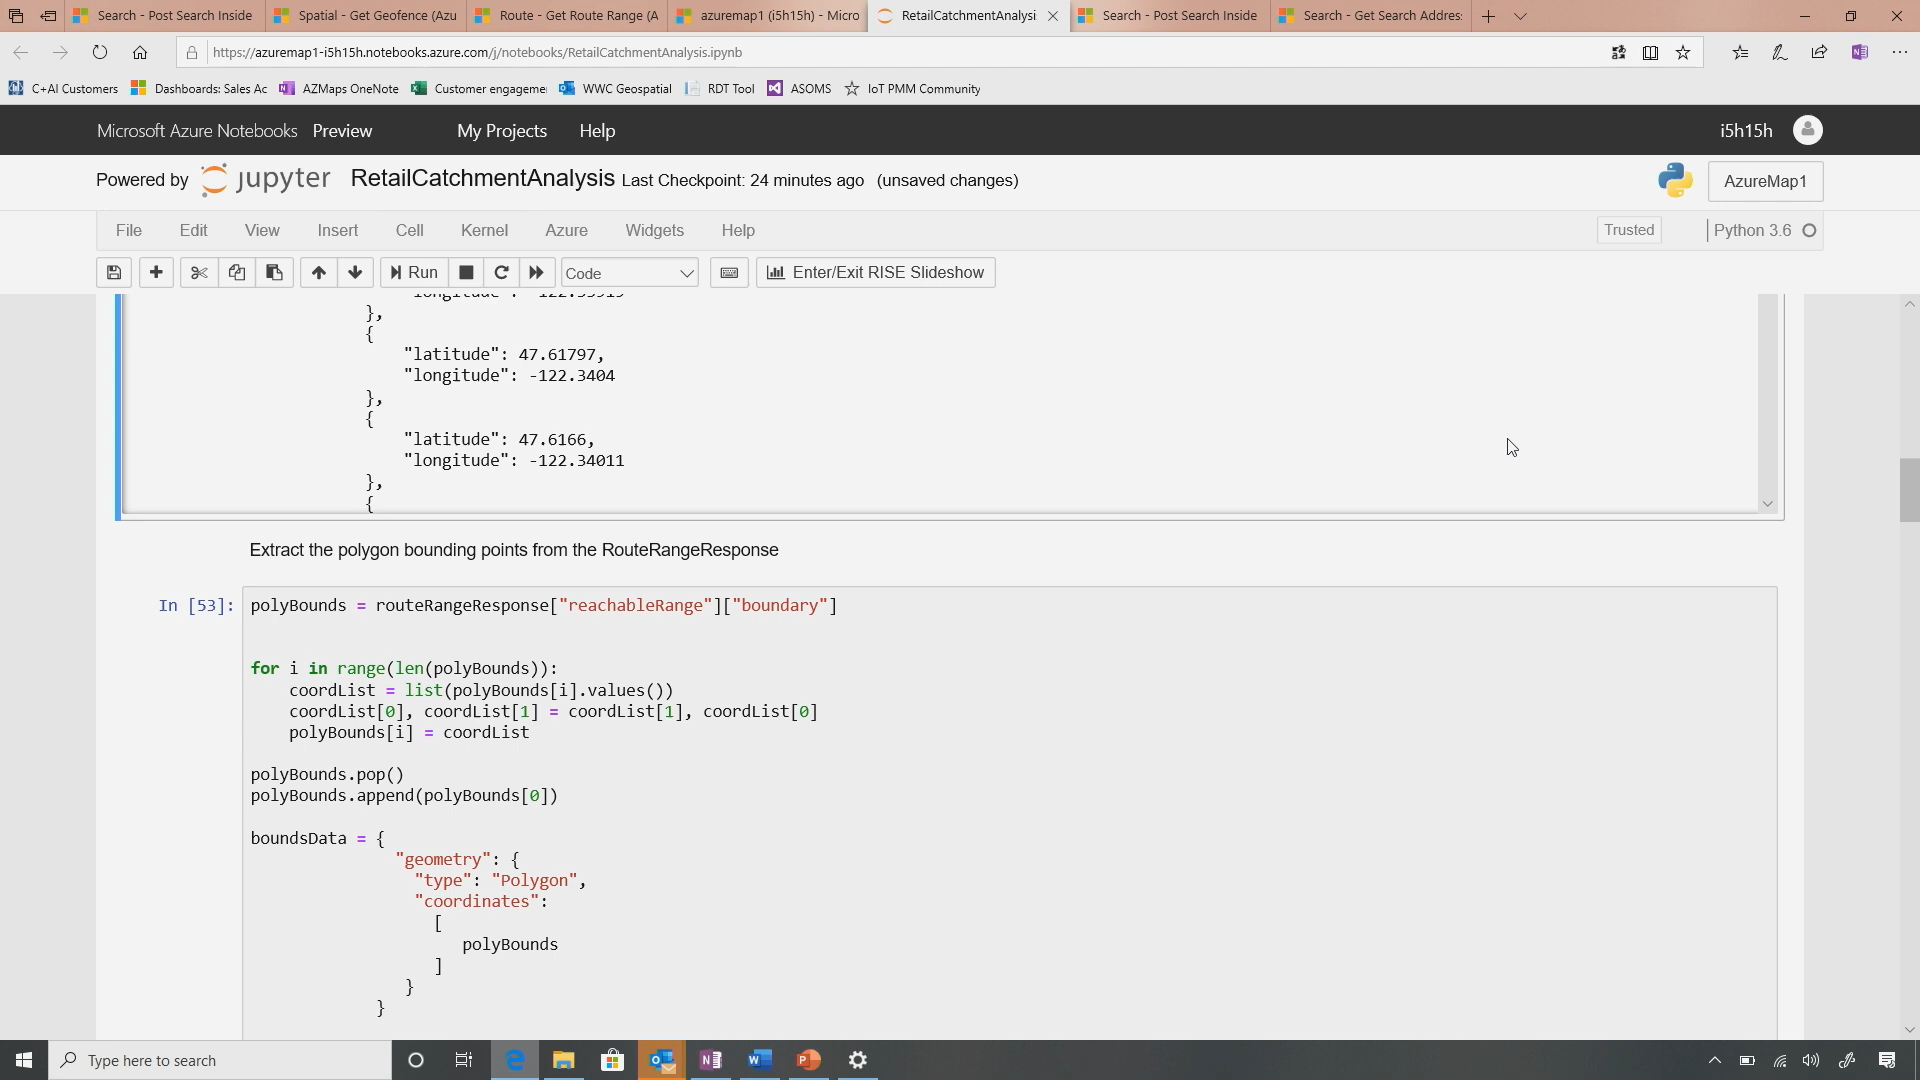 Search - Post Search Inside
Spatial - Get Geofence (Azu
Route - Get Route Range (A
azuremap1 (i5h15h) - Micro
RetailCatchmentAnalysi
Search - Post Search Inside
Search - Get Search Addres:
https://azuremap1-i5h15h.notebooks.azure.com/j/notebooks/RetailCatchmentAnalysis.ipynb
C+AI Customers
Dashboards: Sales Ac
AZMaps OneNote
Customer engageme
WWC Geospatial
RDT Tool
ASOMS
IoT PMM Community
Microsoft Azure Notebooks Preview My Projects Help i5h15h
Powered by jupyter RetailCatchmentAnalysis Last Checkpoint: 24 minutes ago (unsaved changes) AzureMap1
File Edit View Insert Cell Kernel Azure Widgets Help Trusted Python 3.6
Run Code Enter/Exit RISE Slideshow
},
{
"latitude": 47.61797,
"longitude": -122.3404
},
{
"latitude": 47.6166,
"longitude": -122.34011
},
{
Extract the polygon bounding points from the RouteRangeResponse
In [53]: polyBounds = routeRangeResponse["reachableRange"]["boundary"]
for i in range(len(polyBounds)):
coordList = list(polyBounds[i].values())
coordList[0], coordList[1] = coordList[1], coordList[0]
polyBounds[i] = coordList
polyBounds.pop()
polyBounds.append(polyBounds[0])
boundsData = {
"geometry": {
"type": "Polygon",
"coordinates":
[
polyBounds
]
}
}
Type here to search